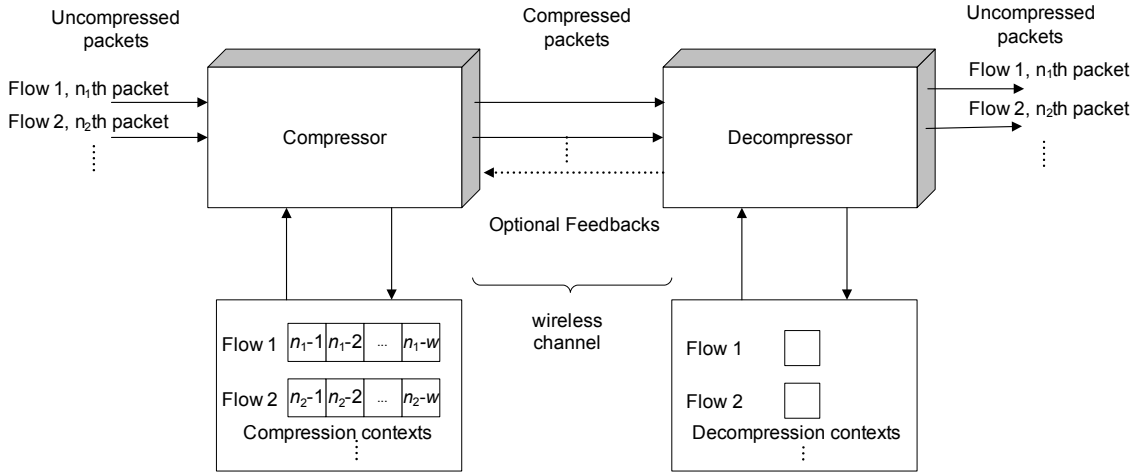 Uncompressed
packets
Compressed
packets
Uncompressed
packets
Flow 1, n₁th packet
Flow 2, n₂th packet
Compressor
Decompressor
Flow 1, n₁th packet
Flow 2, n₂th packet
Optional Feedbacks
wireless
channel
Flow 1 n₁-1 n₁-2 ... n₁-w
Flow 2 n₂-1 n₂-2 ... n₂-w
Compression contexts
Flow 1
Flow 2
Decompression contexts